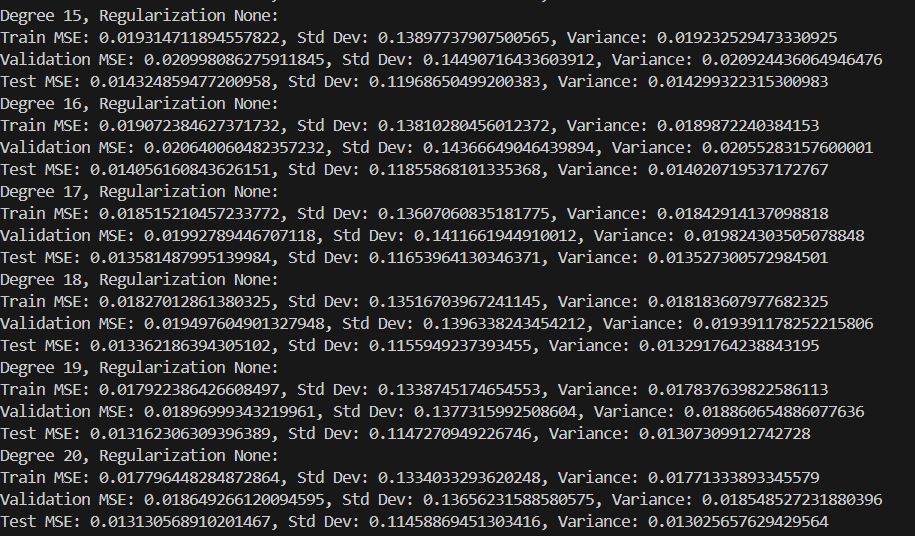 Degree 15, Regularization None:
Train MSE: 0.019314711894557822, Std Dev: 0.13897737907500565, Variance: 0.019232529473330925
Validation MSE: 0.020998086275911845, Std Dev: 0.14490716433603912, Variance: 0.020924436064946476
Test MSE: 0.014324859477200958, Std Dev: 0.11968650499200383, Variance: 0.014299322315300983
Degree 16, Regularization None:
Train MSE: 0.019072384627371732, Std Dev: 0.13810280456012372, Variance: 0.0189872240384153
Validation MSE: 0.020640060482357232, Std Dev: 0.14366649046439894, Variance: 0.02055283157600001
Test MSE: 0.014056160843626151, Std Dev: 0.11855868101335368, Variance: 0.014020719537172767
Degree 17, Regularization None:
Train MSE: 0.018515210457233772, Std Dev: 0.13607060835181775, Variance: 0.01842914137098818
Validation MSE: 0.01992789446707118, Std Dev: 0.1411661944910012, Variance: 0.019824303505078848
Test MSE: 0.013581487995139984, Std Dev: 0.11653964130346371, Variance: 0.013527300572984501
Degree 18, Regularization None:
Train MSE: 0.01827012861380325, Std Dev: 0.13516703967241145, Variance: 0.018183607977682325
Validation MSE: 0.019497604901327948, Std Dev: 0.1396338243454212, Variance: 0.019391178252215806
Test MSE: 0.013362186394305102, Std Dev: 0.1155949237393455, Variance: 0.013291764238843195
Degree 19, Regularization None:
Train MSE: 0.017922386426608497, Std Dev: 0.1338745174654553, Variance: 0.017837639822586113
Validation MSE: 0.01896999343219961, Std Dev: 0.1377315992508604, Variance: 0.018860654886077636
Test MSE: 0.013162306309396389, Std Dev: 0.1147270949226746, Variance: 0.01307309912742728
Degree 20, Regularization None:
Train MSE: 0.017796448284872864, Std Dev: 0.1334033293620248, Variance: 0.01771333893345579
Validation MSE: 0.018649266120094595, Std Dev: 0.13656231588580575, Variance: 0.018548527231880396
Test MSE: 0.013130568910201467, Std Dev: 0.11458869451303416, Variance: 0.013025657629429564